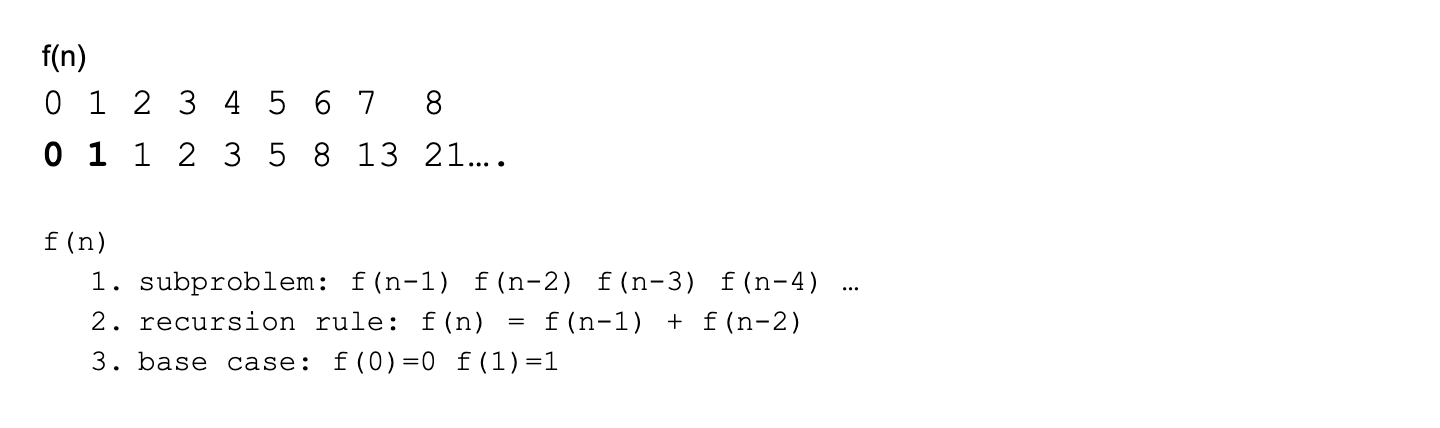 f(n)
0 1 2 3 4 5 6 7 8
0 1 1 2 3 5 8 13 21….
f(n)
1. subproblem: f(n-1) f(n-2) f(n-3) f(n-4) …
2. recursion rule: f(n) = f(n-1) + f(n-2)
3. base case: f(0)=0 f(1)=1